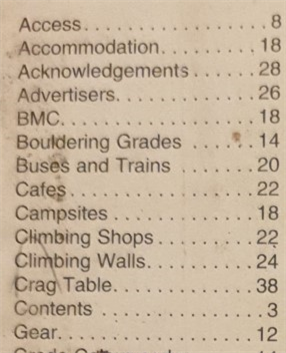 Access. . . . . . . . . . . . . . . . . . 8
Accommodation. . . . . . . . . 18
Acknowledgements . . . . . . 28
Advertisers. . . . . . . . . . . . . 26
BMC. . . . . . . . . . . . . . . . . . 18
Bouldering Grades . . . . . . . 14
Buses and Trains . . . . . . . . 20
Cafes . . . . . . . . . . . . . . . . . 22
Campsites . . . . . . . . . . . . . 18
Climbing Shops . . . . . . . . . 22
Climbing Walls. . . . . . . . . . 24
Crag Table. . . . . . . . . . . . . 38
Contents . . . . . . . . . . . . . . . 3
Gear. . . . . . . . . . . . . . . . . . 12